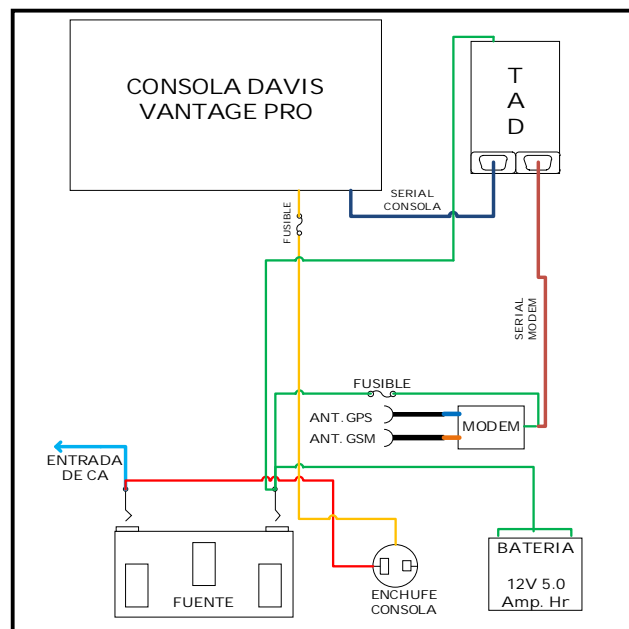 CONSOLA DAVIS
VANTAGE PRO
T
A
D
SERIAL
CONSOLA
FUSIBLE
SERIAL
MODEM
FUSIBLE
ANT. GPS
MODEM
ANT. GSM
ENTRADA
DE CA
BATERIA
12V 5.0
Amp. Hr
FUENTE
ENCHUFE
CONSOLA